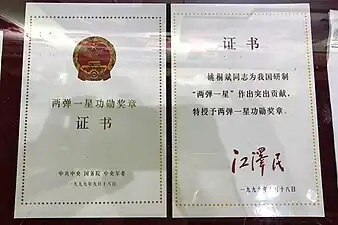 两弹一星功勋奖章
证书
中共中央 国务院 中央军委
一九九九年九月十八日
证书
姚桐斌同志为我国研制
“两弹一星”作出突出贡献，
特授予两弹一星功勋奖章。
江泽民
一九九九年九月十八日